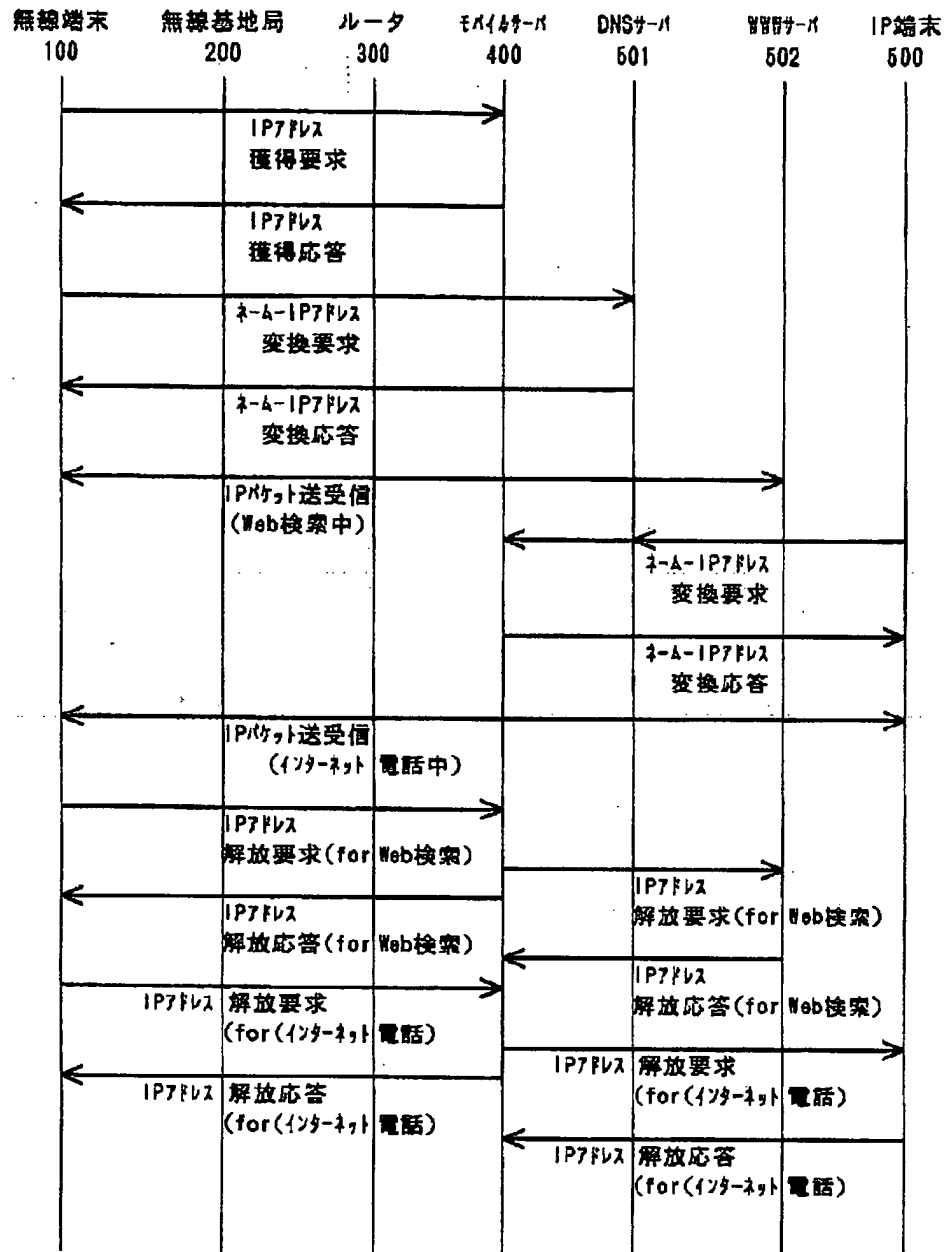 無線端末 無線基地局 ルータ モバイルサーバ DNSサーバ WWWサーバ IP端末
100 200 300 400 501 502 500
IPアドレス
獲得要求
IPアドレス
獲得応答
ネーム-IPアドレス
変換要求
ネーム-IPアドレス
変換応答
IPパケット送受信
(Web検索中)
ネーム-IPアドレス
変換要求
ネーム-IPアドレス
変換応答
IPパケット送受信
(インターネット 電話中)
IPアドレス
解放要求(for Web検索)
IPアドレス
解放要求(for Web検索)
IPアドレス
解放応答(for Web検索)
IPアドレス
解放応答(for Web検索)
IPアドレス 解放要求
(for(インターネット 電話)
IPアドレス 解放要求
(for(インターネット 電話)
IPアドレス 解放応答
(for(インターネット 電話)
IPアドレス 解放応答
(for(インターネット 電話)